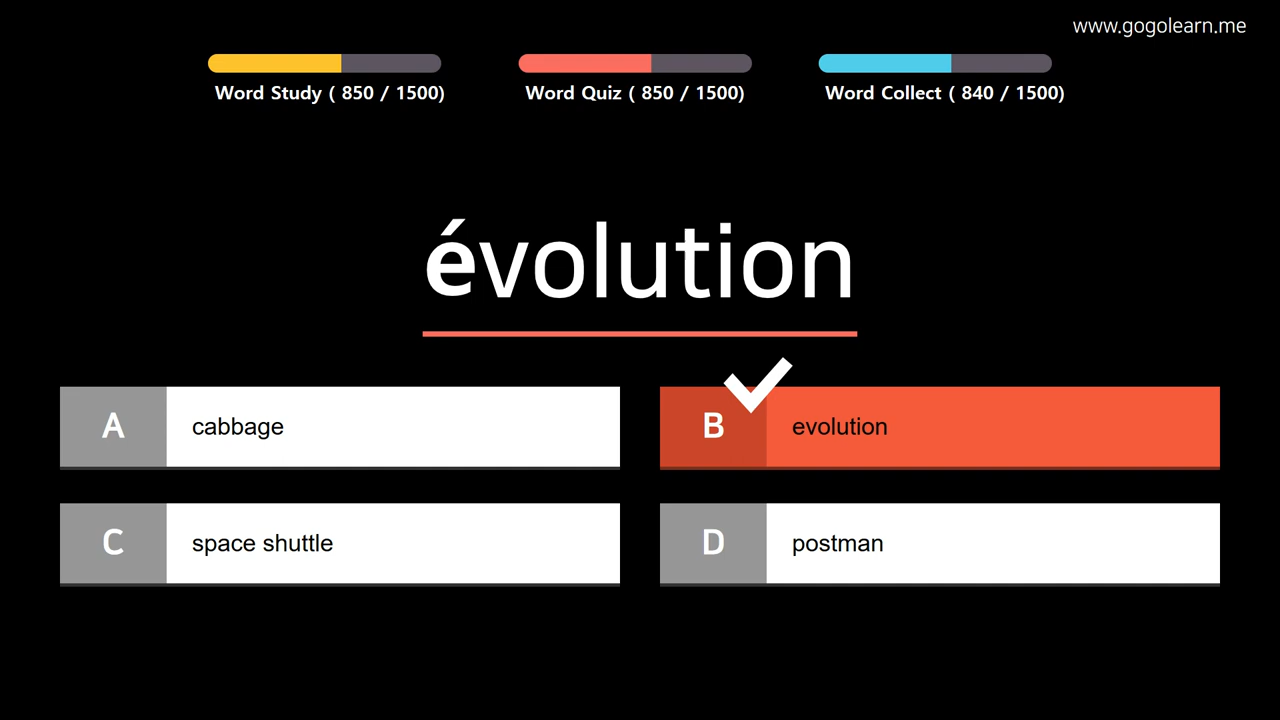 www.gogolearn.me
Word Study ( 850 / 1500)
Word Quiz ( 850 / 1500)
Word Collect ( 840 / 1500)
évolution
A cabbage
B evolution
C space shuttle
D postman